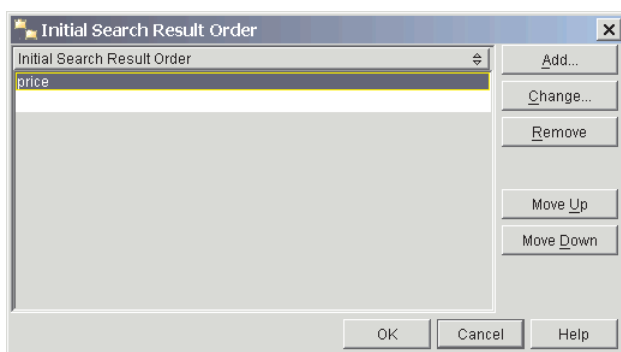 Initial Search Result Order
Initial Search Result Order
price
Add...
Change...
Remove
Move Up
Move Down
OK
Cancel
Help